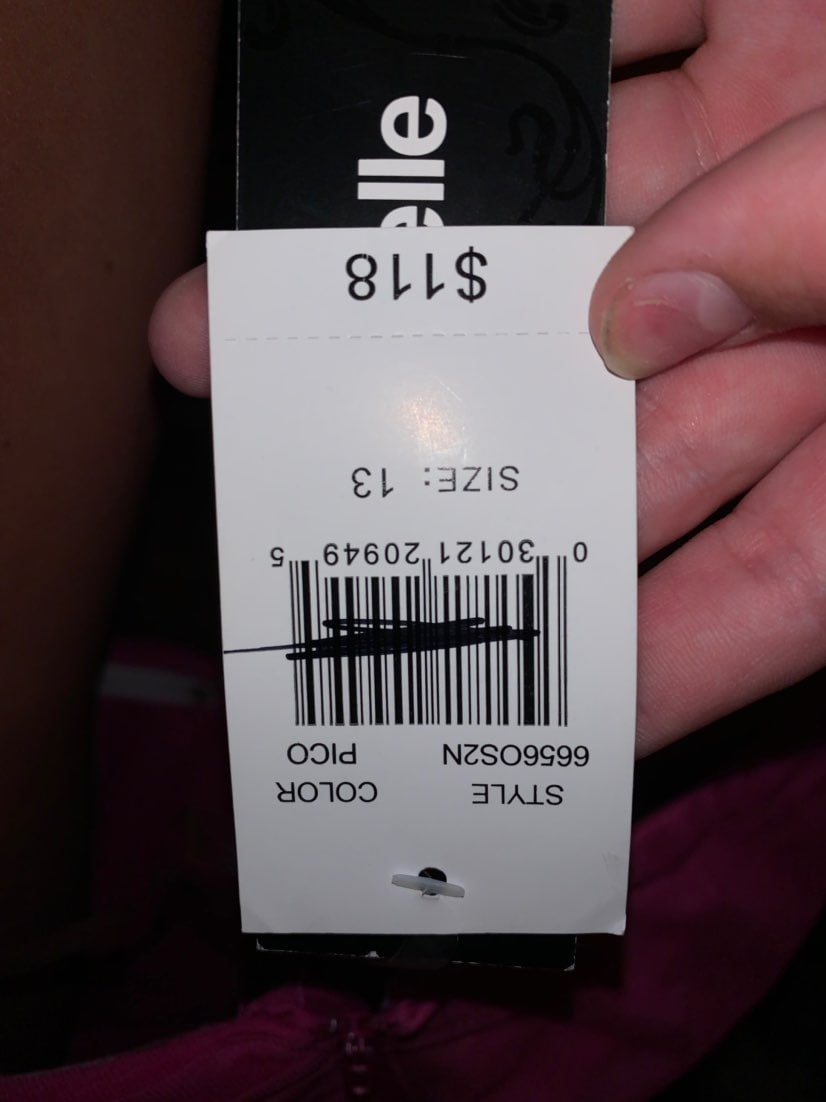 STYLE COLOR
6656OS2N PICO
0 30121 20949 5
SIZE: 13
$118
elle